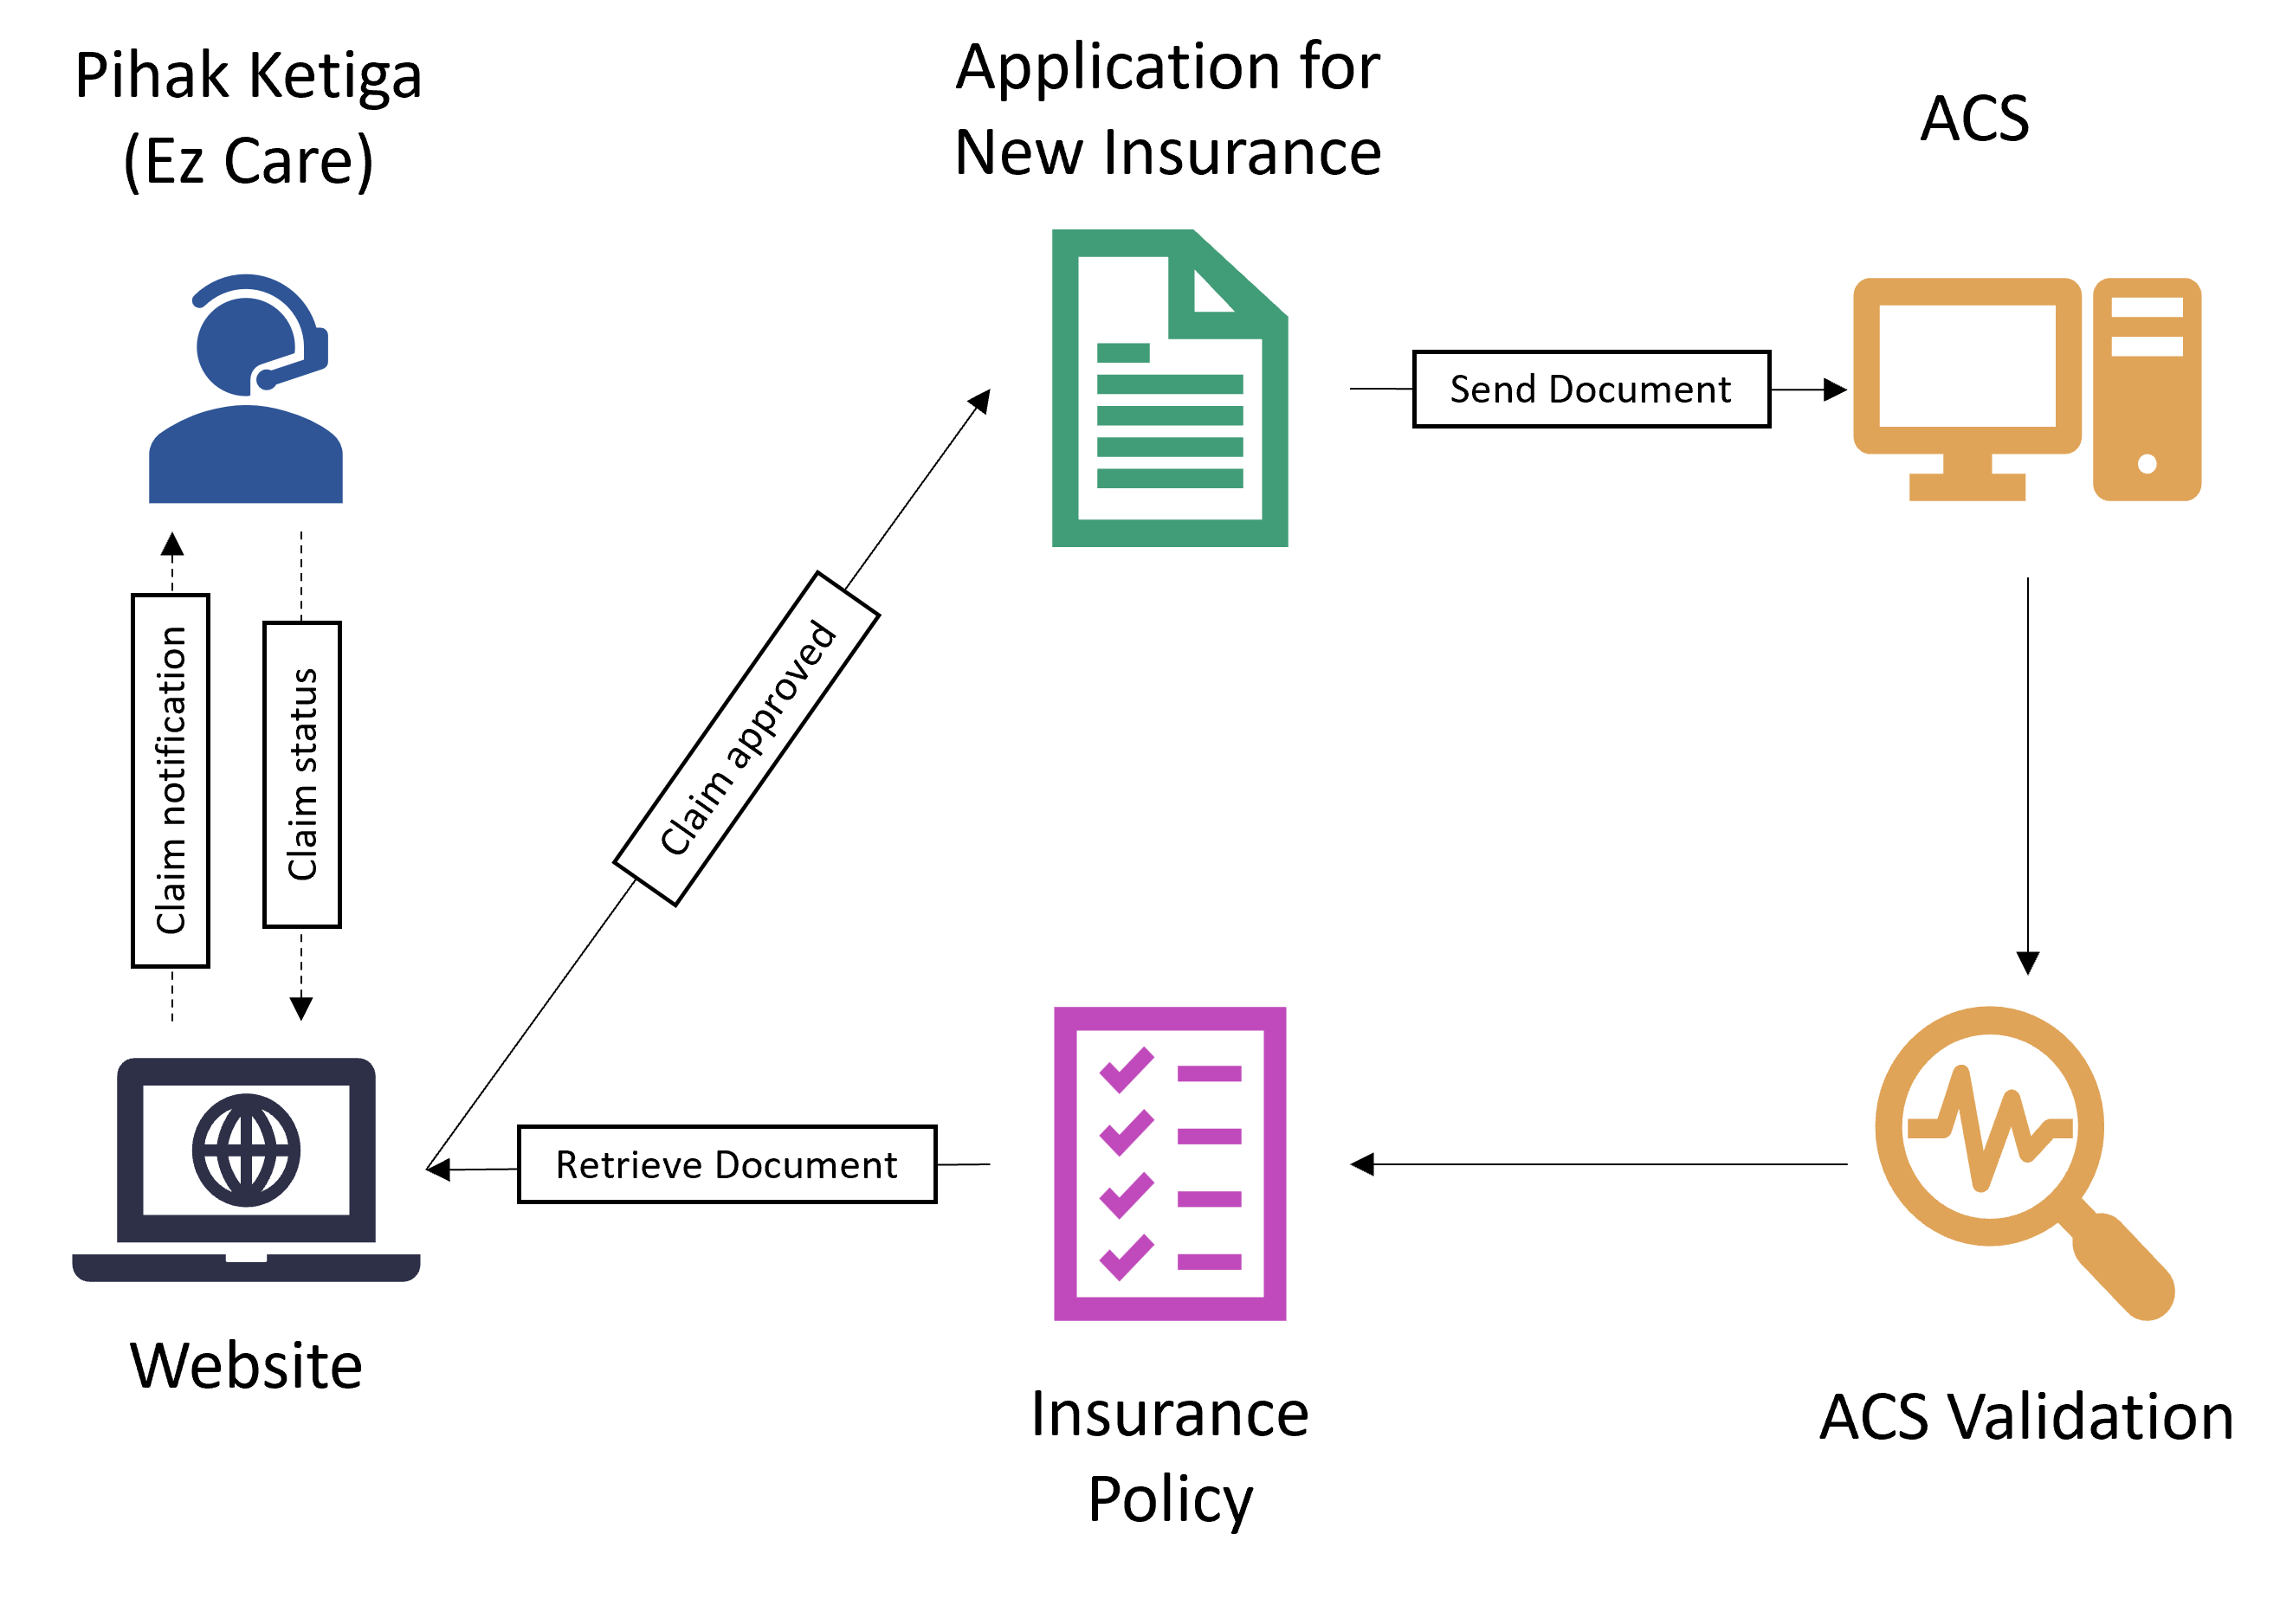 Pihak Ketiga
(Ez Care)
Application for
New Insurance
ACS
Send Document
Claim notification
Claim status
Claim approved
Retrieve Document
Website
Insurance
Policy
ACS Validation